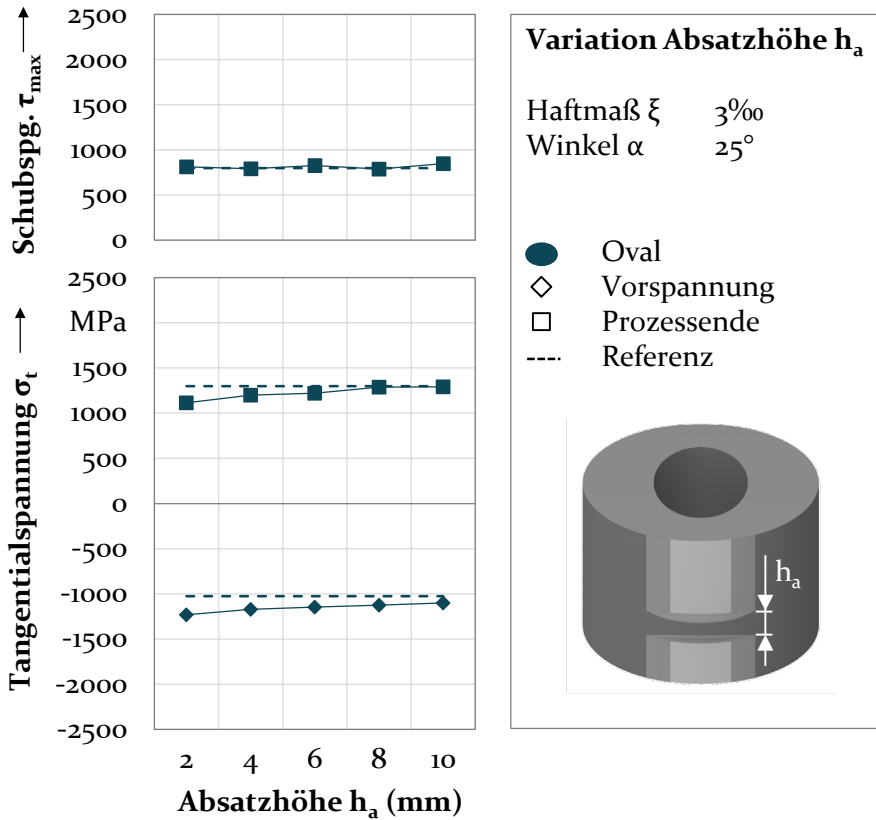 Schubspg. τmax
2500
2000
1500
1000
500
0
Tangentialspannung σt
2500
MPa
1500
1000
500
0
-500
-1000
-1500
-2000
-2500
2 4 6 8 10
Absatzhöhe ha (mm)
Variation Absatzhöhe ha
Haftmaß ξ 3‰
Winkel α 25°
Oval
Vorspannung
Prozessende
Referenz
ha